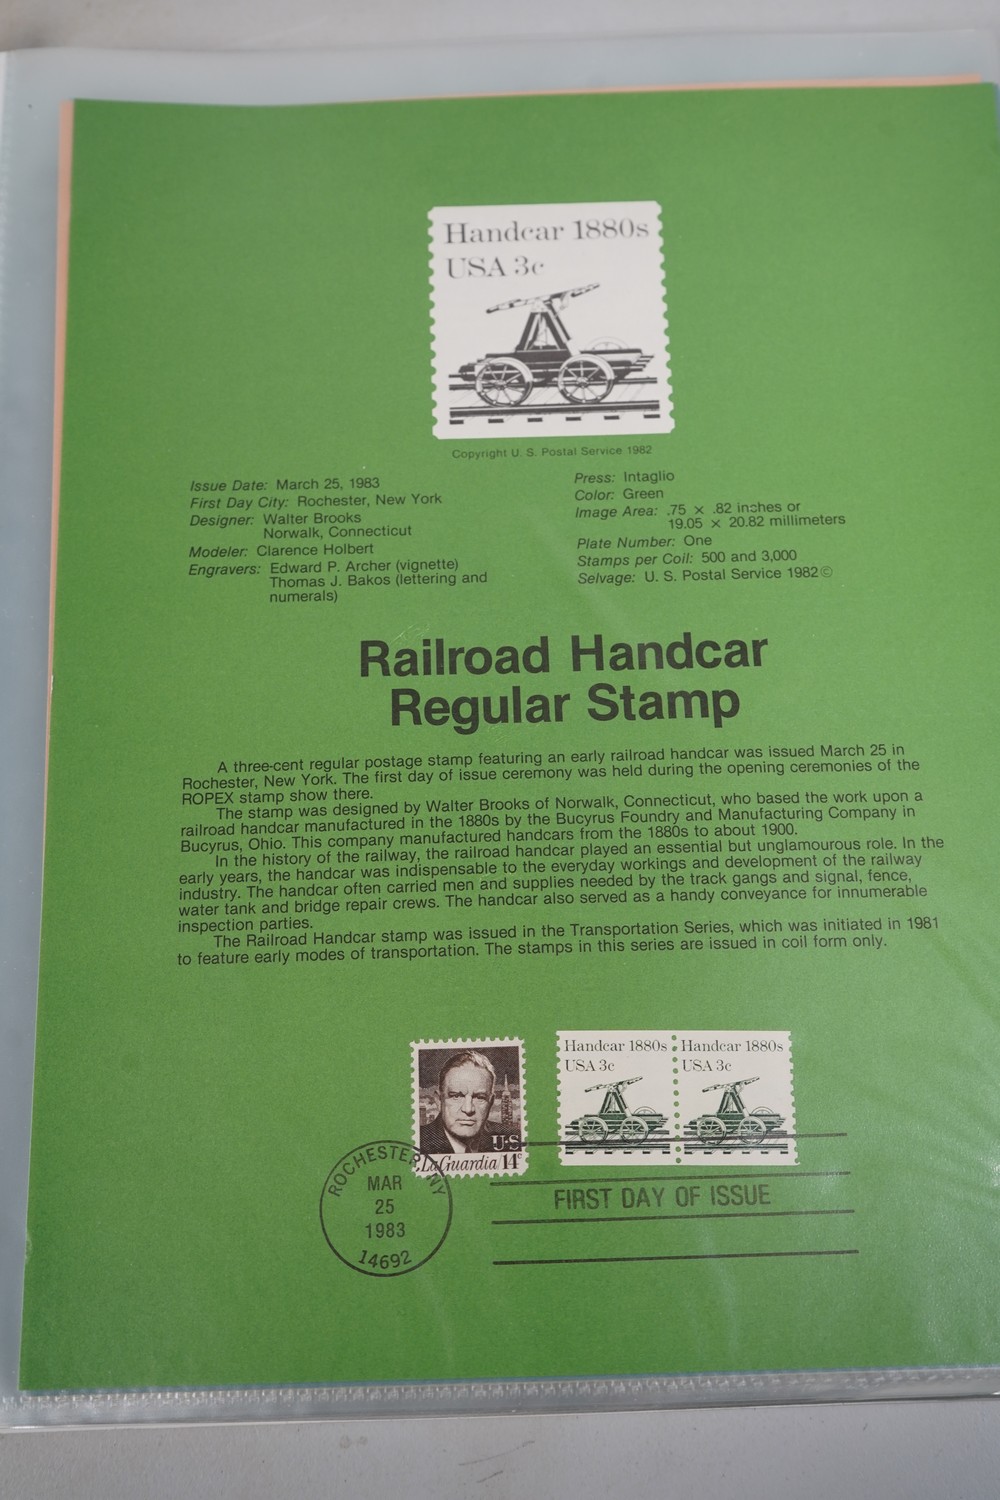 Handcar 1880s
USA 3c
Copyright U. S. Postal Service 1982
Issue Date: March 25, 1983
First Day City: Rochester, New York
Designer: Walter Brooks
Norwalk, Connecticut
Modeler: Clarence Holbert
Engravers: Edward P. Archer (vignette)
Thomas J. Bakos (lettering and
numerals)
Press: Intaglio
Color: Green
Image Area: .75 × .82 inches or
19.05 × 20.82 millimeters
Plate Number: One
Stamps per Coil: 500 and 3,000
Selvage: U. S. Postal Service 1982©
Railroad Handcar
Regular Stamp
A three-cent regular postage stamp featuring an early railroad handcar was issued March 25 in
Rochester, New York. The first day of issue ceremony was held during the opening ceremonies of the
ROPEX stamp show there.
The stamp was designed by Walter Brooks of Norwalk, Connecticut, who based the work upon a
railroad handcar manufactured in the 1880s by the Bucyrus Foundry and Manufacturing Company in
Bucyrus, Ohio. This company manufactured handcars from the 1880s to about 1900.
In the history of the railway, the railroad handcar played an essential but unglamourous role. In the
early years, the handcar was indispensable to the everyday workings and development of the railway
industry. The handcar often carried men and supplies needed by the track gangs and signal, fence,
water tank and bridge repair crews. The handcar also served as a handy conveyance for innumerable
inspection parties.
The Railroad Handcar stamp was issued in the Transportation Series, which was initiated in 1981
to feature early modes of transportation. The stamps in this series are issued in coil form only.
U·S
LaGuardia 14c
Handcar 1880s
USA 3c
Handcar 1880s
USA 3c
ROCHESTER, NY
MAR
25
1983
14692
FIRST DAY OF ISSUE